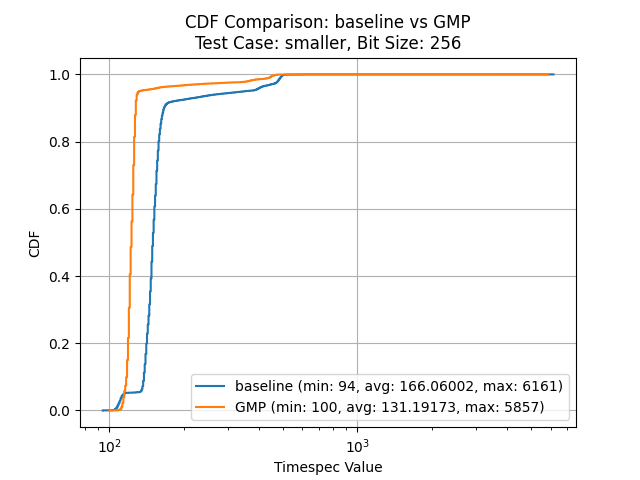 CDF Comparison: baseline vs GMP
Test Case: smaller, Bit Size: 256
1.0
0.8
0.6
0.4
0.2
0.0
CDF
baseline (min: 94, avg: 166.06002, max: 6161)
GMP (min: 100, avg: 131.19173, max: 5857)
10²
10³
Timespec Value